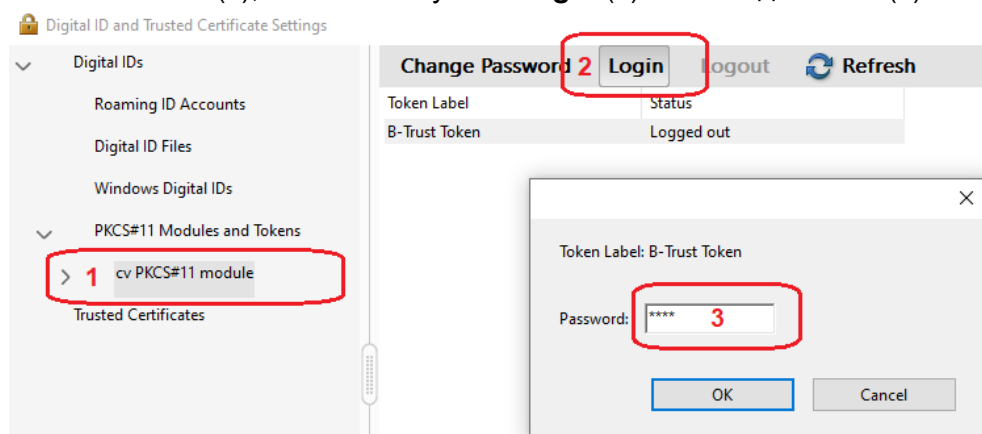 Digital ID and Trusted Certificate Settings
Digital IDs
Roaming ID Accounts
Digital ID Files
Windows Digital IDs
PKCS#11 Modules and Tokens
1 cv PKCS#11 module
Trusted Certificates
Change Password 2 Login Logout Refresh
Token Label Status
B-Trust Token Logged out
Token Label: B-Trust Token
Password: **** 3
OK Cancel